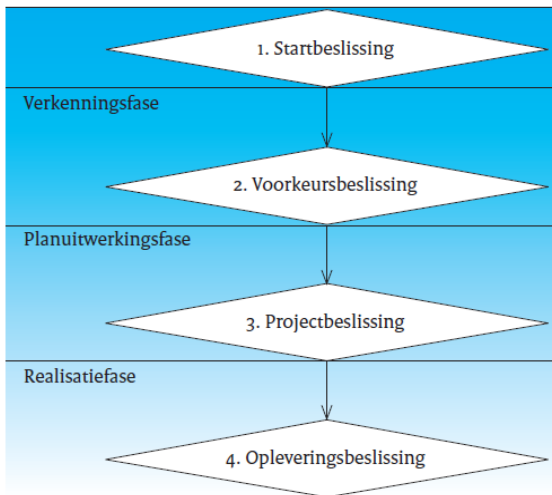 1. Startbeslissing
Verkenningsfase
2. Voorkeursbeslissing
Planuitwerkingsfase
3. Projectbeslissing
Realisatiefase
4. Opleveringsbeslissing